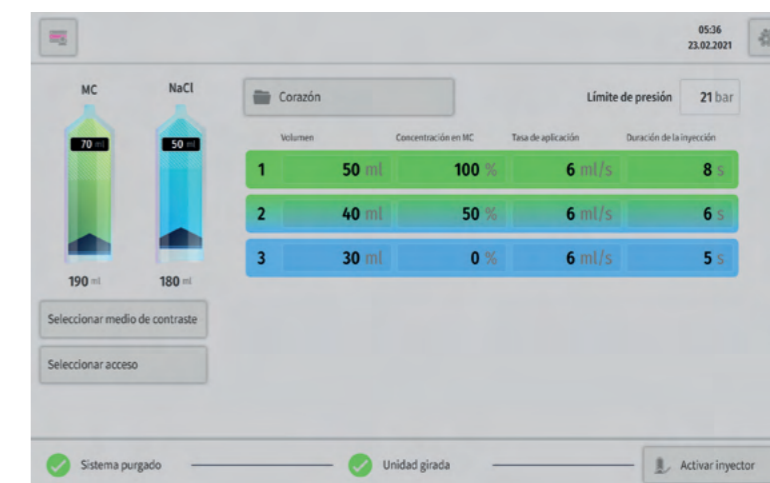 05:36
23.02.2021
MC NaCl
Corazón Límite de presión 21 bar
70 ml 50 ml
Volumen Concentración en MC Tasa de aplicación Duración de la inyección
1 50 ml 100 % 6 ml/s 8 s
2 40 ml 50 % 6 ml/s 6 s
3 30 ml 0 % 6 ml/s 5 s
190 ml 180 ml
Seleccionar medio de contraste
Seleccionar acceso
Sistema purgado Unidad girada Activar inyector